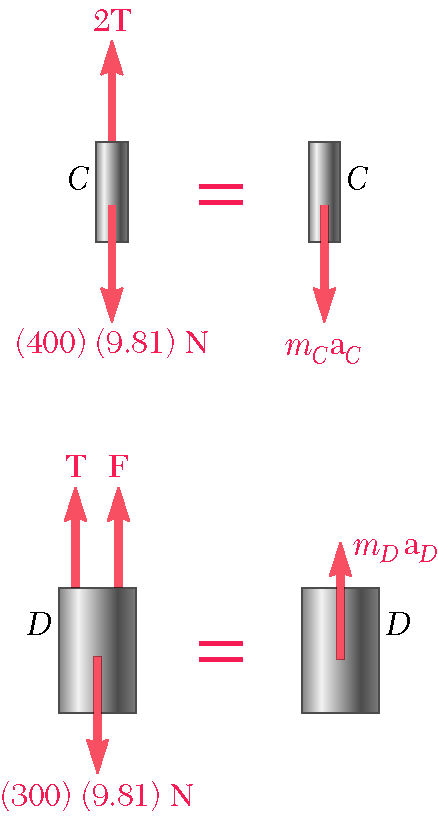 2T
C
=
C
(400) (9.81) N
m_C a_C
T F
m_D a_D
D
=
D
(300) (9.81) N